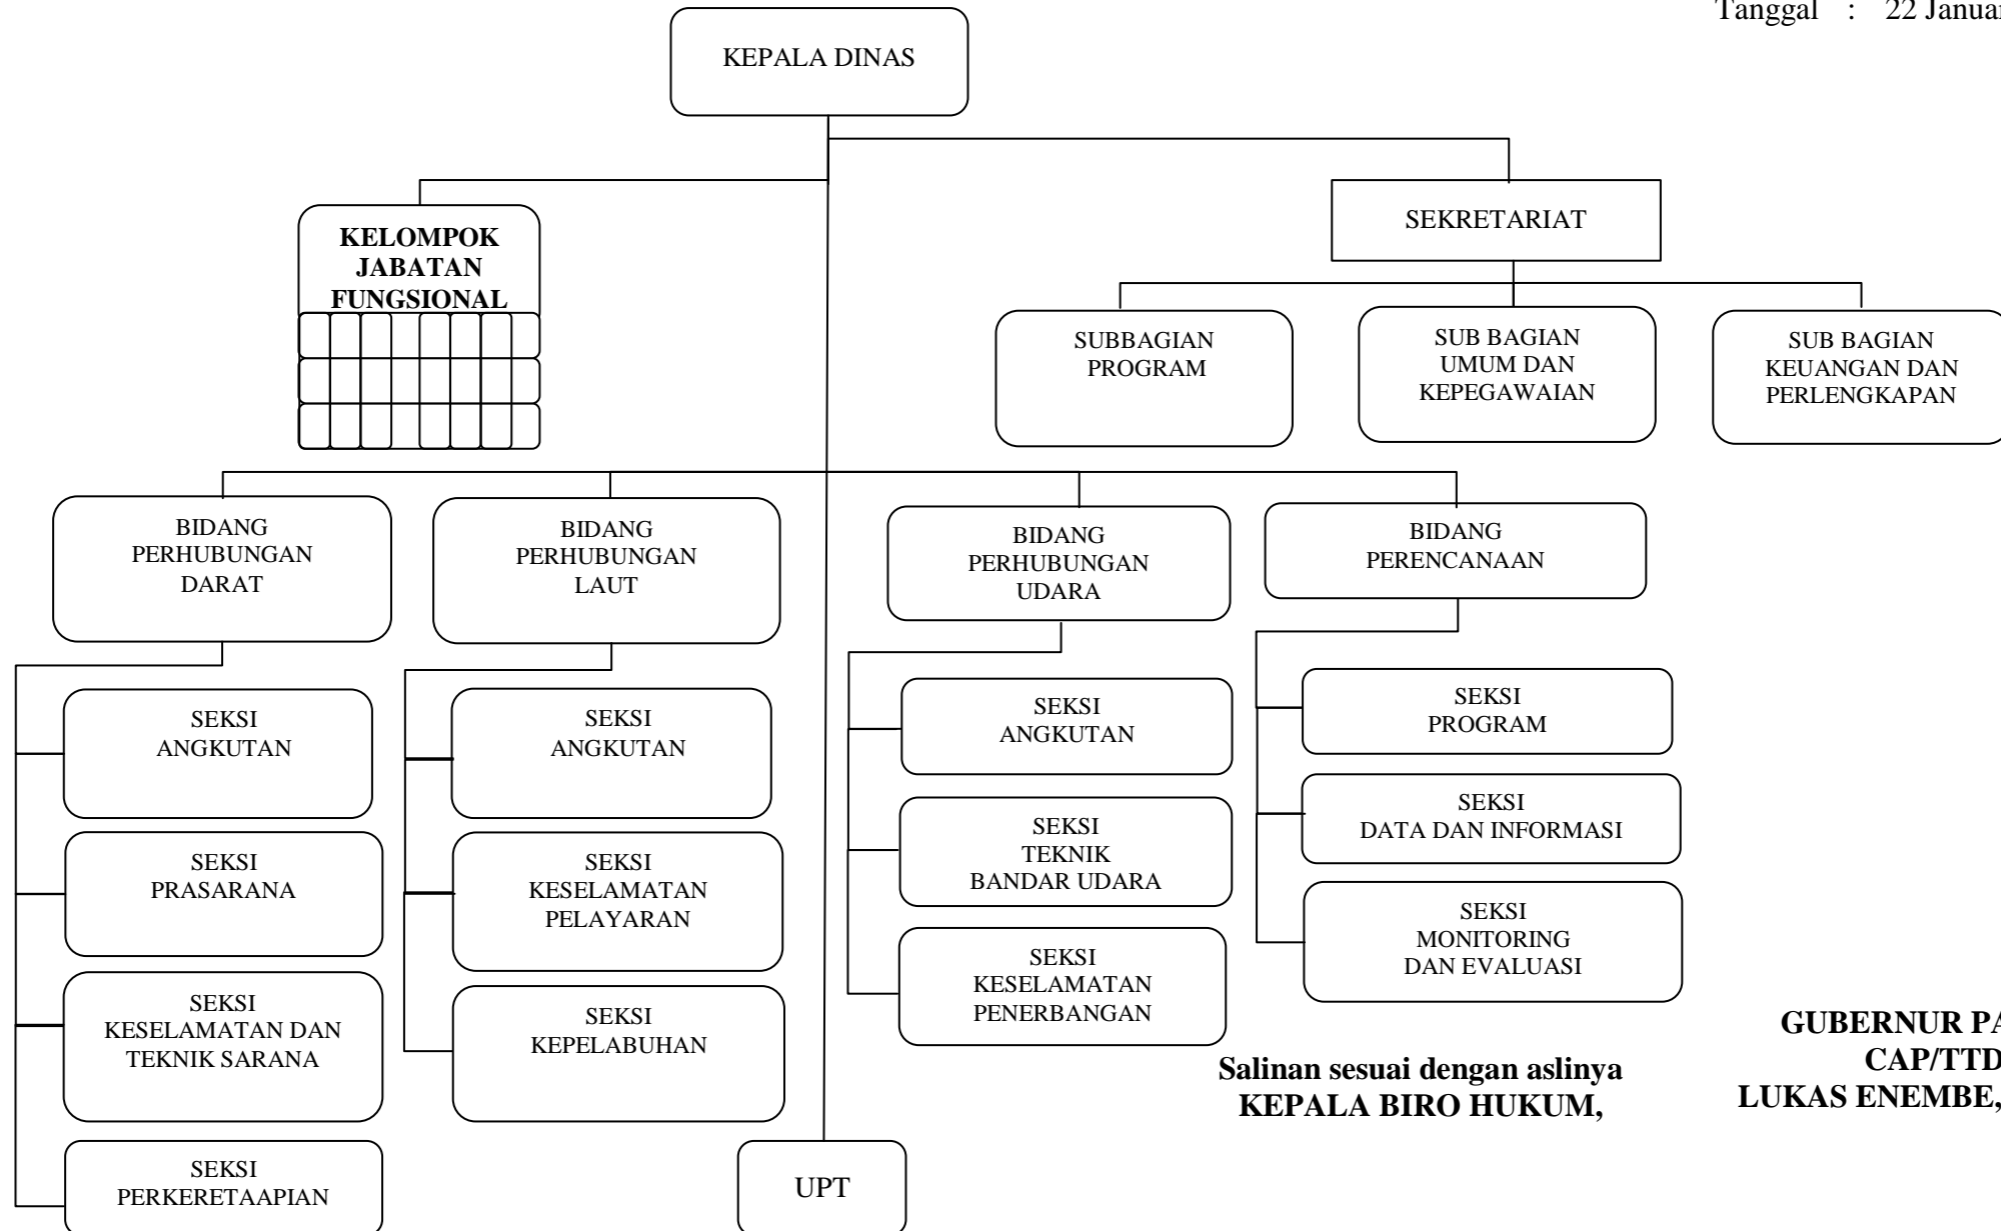 Tanggal : 22 Januar
KEPALA DINAS
SEKRETARIAT
KELOMPOK
JABATAN
FUNGSIONAL
SUBBAGIAN
PROGRAM
SUB BAGIAN
UMUM DAN
KEPEGAWAIAN
SUB BAGIAN
KEUANGAN DAN
PERLENGKAPAN
BIDANG
PERHUBUNGAN
DARAT
BIDANG
PERHUBUNGAN
LAUT
BIDANG
PERHUBUNGAN
UDARA
BIDANG
PERENCANAAN
SEKSI
ANGKUTAN
SEKSI
PRASARANA
SEKSI
KESELAMATAN DAN
TEKNIK SARANA
SEKSI
PERKERETAAPIAN
SEKSI
ANGKUTAN
SEKSI
KESELAMATAN
PELAYARAN
SEKSI
KEPELABUHAN
SEKSI
ANGKUTAN
SEKSI
TEKNIK
BANDAR UDARA
SEKSI
KESELAMATAN
PENERBANGAN
SEKSI
PROGRAM
SEKSI
DATA DAN INFORMASI
SEKSI
MONITORING
DAN EVALUASI
UPT
Salinan sesuai dengan aslinya
KEPALA BIRO HUKUM,
GUBERNUR PA
CAP/TTD
LUKAS ENEMBE,